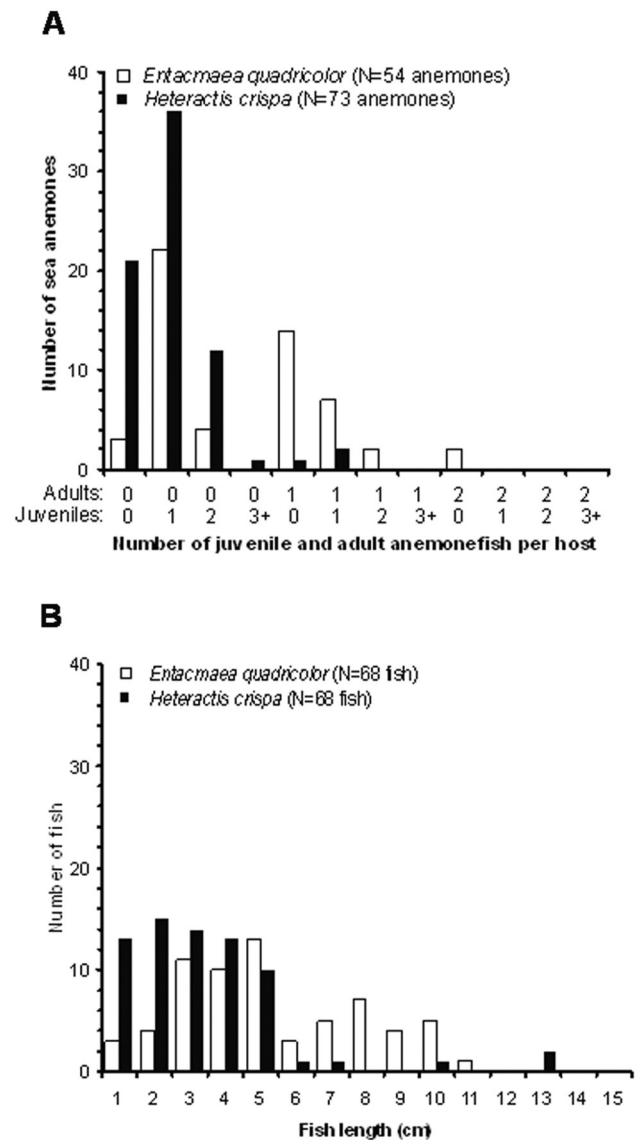 A
Entacmaea quadricolor (N=54 anemones)
Heteractis crispa (N=73 anemones)
Number of sea anemones
40
30
20
10
0
Adults: 0 0 0 0 1 1 1 1 2 2 2 2
Juveniles: 0 1 2 3+ 0 1 2 3+ 0 1 2 3+
Number of juvenile and adult anemonefish per host
B
Entacmaea quadricolor (N=68 fish)
Heteractis crispa (N=68 fish)
Number of fish
40
30
20
10
0
1 2 3 4 5 6 7 8 9 10 11 12 13 14 15
Fish length (cm)